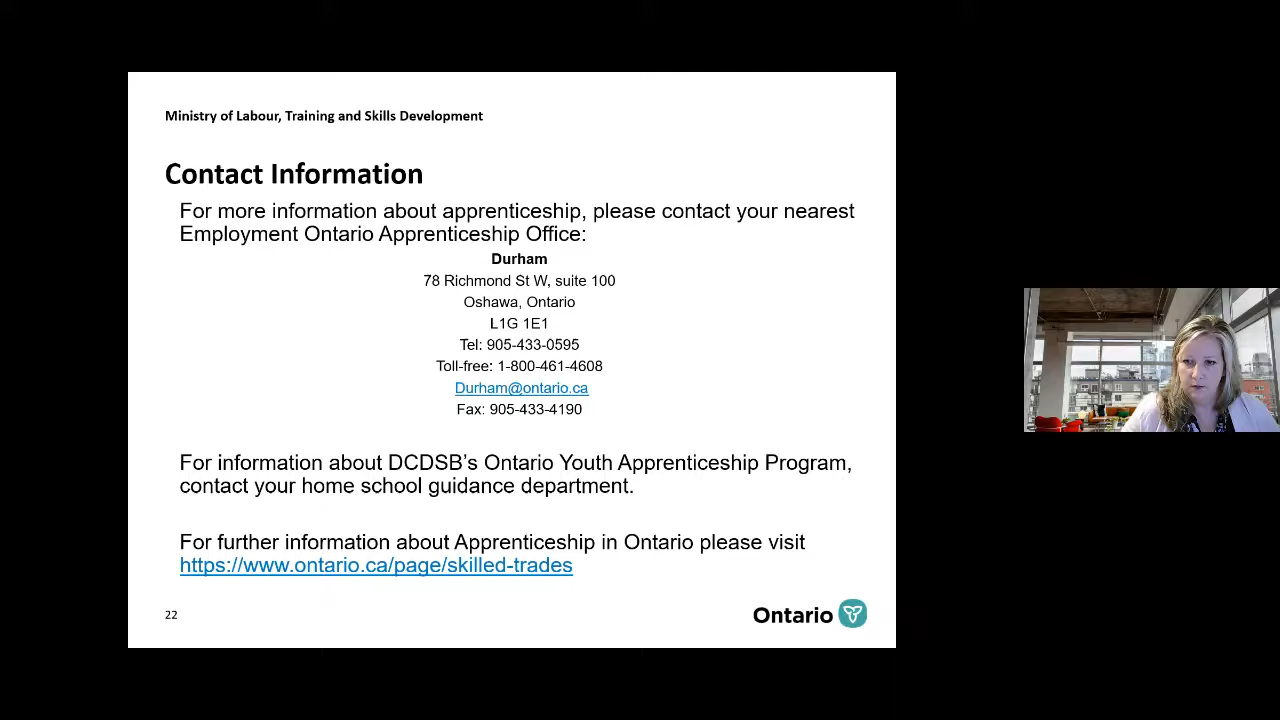 Ministry of Labour, Training and Skills Development
Contact Information
For more information about apprenticeship, please contact your nearest
Employment Ontario Apprenticeship Office:
Durham
78 Richmond St W, suite 100
Oshawa, Ontario
L1G 1E1
Tel: 905-433-0595
Toll-free: 1-800-461-4608
Durham@ontario.ca
Fax: 905-433-4190
For information about DCDSB’s Ontario Youth Apprenticeship Program,
contact your home school guidance department.
For further information about Apprenticeship in Ontario please visit
https://www.ontario.ca/page/skilled-trades
22
Ontario